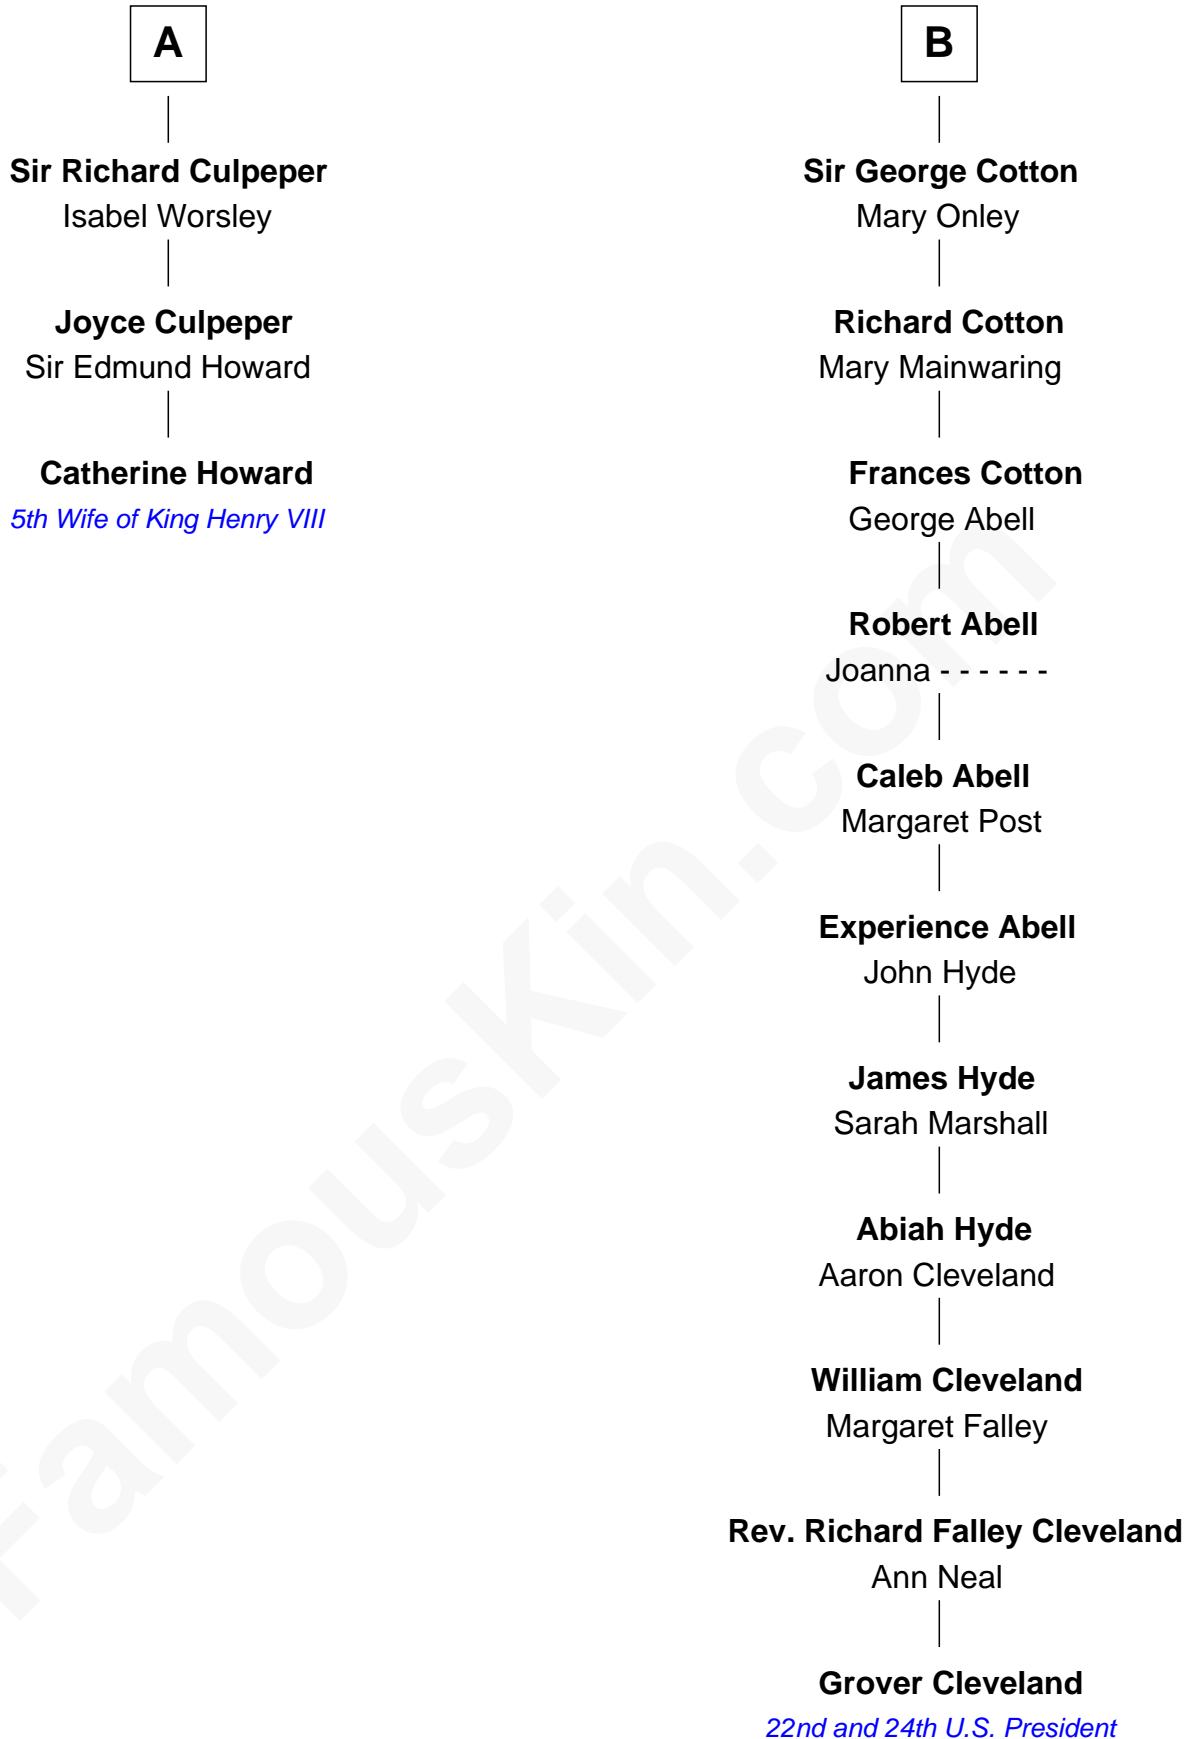 A
Sir Richard Culpeper
Isabel Worsley
Joyce Culpeper
Sir Edmund Howard
Catherine Howard
5th Wife of King Henry VIII
B
Sir George Cotton
Mary Onley
Richard Cotton
Mary Mainwaring
Frances Cotton
George Abell
Robert Abell
Joanna - - - - - -
Caleb Abell
Margaret Post
Experience Abell
John Hyde
James Hyde
Sarah Marshall
Abiah Hyde
Aaron Cleveland
William Cleveland
Margaret Falley
Rev. Richard Falley Cleveland
Ann Neal
Grover Cleveland
22nd and 24th U.S. President
FamousKin.com